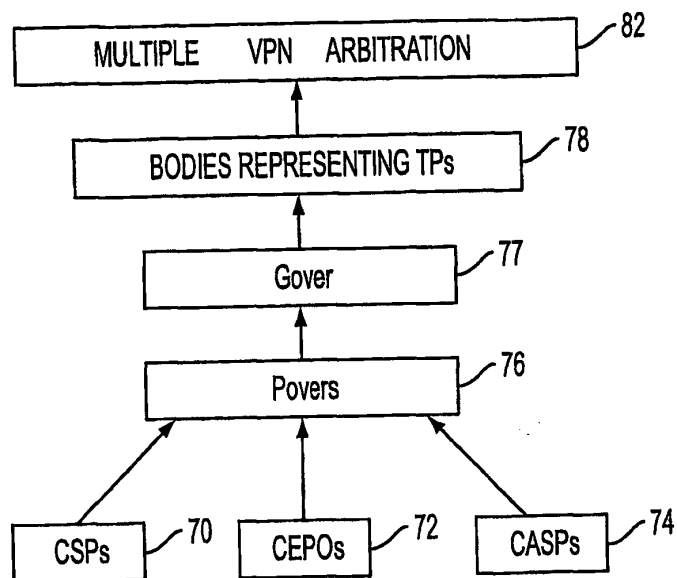 MULTIPLE VPN ARBITRATION 82
BODIES REPRESENTING TPs 78
Gover 77
Povers 76
CSPs 70 CEPOs 72 CASPs 74